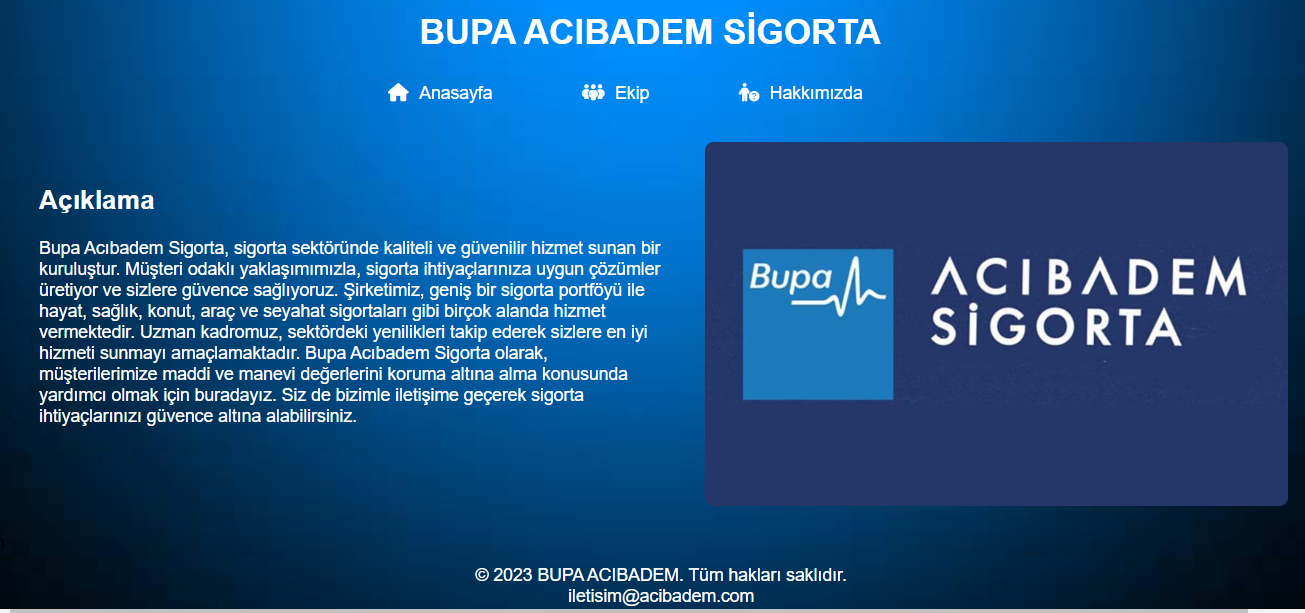 BUPA ACIBADEM SİGORTA
Anasayfa
Ekip
Hakkımızda
Açıklama
Bupa Acıbadem Sigorta, sigorta sektöründe kaliteli ve güvenilir hizmet sunan bir
kuruluştur. Müşteri odaklı yaklaşımımızla, sigorta ihtiyaçlarınıza uygun çözümler
üretiyor ve sizlere güvence sağlıyoruz. Şirketimiz, geniş bir sigorta portföyü ile
hayat, sağlık, konut, araç ve seyahat sigortaları gibi birçok alanda hizmet
vermektedir. Uzman kadromuz, sektördeki yenilikleri takip ederek sizlere en iyi
hizmeti sunmayı amaçlamaktadır. Bupa Acıbadem Sigorta olarak,
müşterilerimize maddi ve manevi değerlerini koruma altına alma konusunda
yardımcı olmak için buradayız. Siz de bizimle iletişime geçerek sigorta
ihtiyaçlarınızı güvence altına alabilirsiniz.
Bupa
ACIBADEM
SİGORTA
© 2023 BUPA ACIBADEM. Tüm hakları saklıdır.
iletisim@acibadem.com